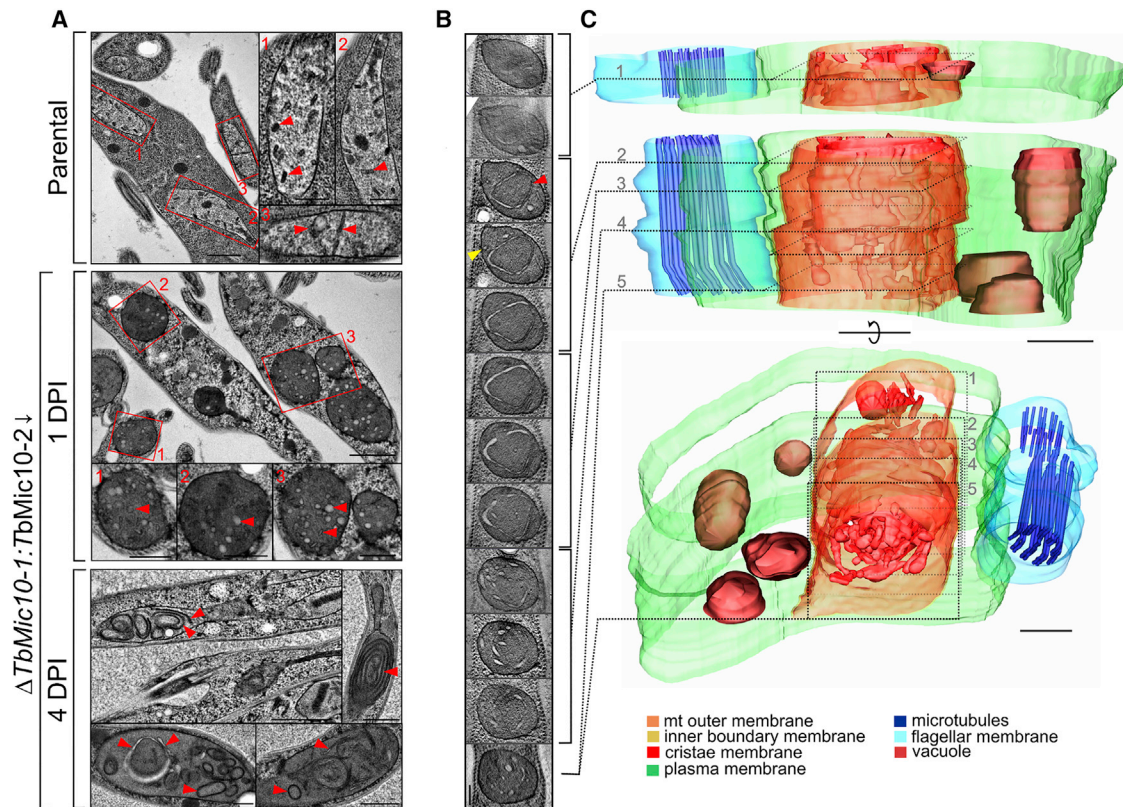 A
B
C
Parental
1
2
1
3
2
1
2
3
4
5
ΔTbMic10-1:TbMic10-2↓
1 DPI
2
3
1
1
2
3
4 DPI
1
2
3
4
5
mt outer membrane
inner boundary membrane
cristae membrane
plasma membrane
microtubules
flagellar membrane
vacuole